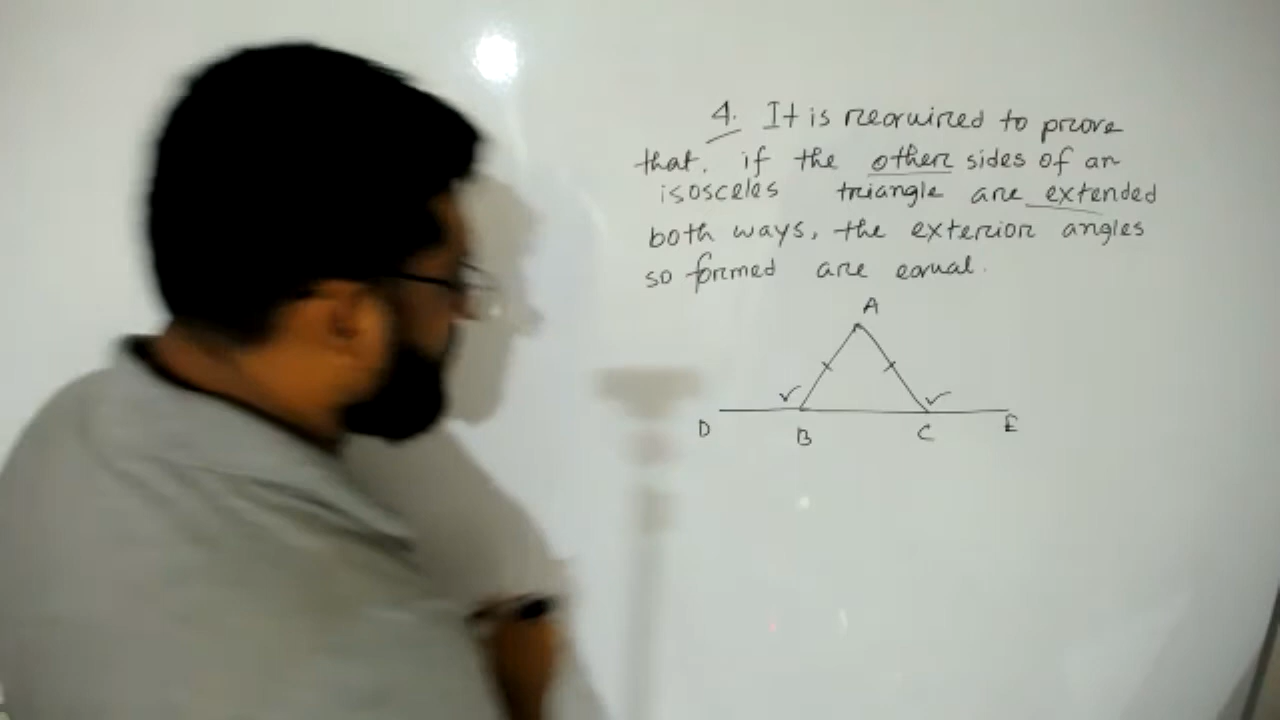 4. It is required to prove
that, if the other sides of an
isosceles triangle are extended
both ways, the exterior angles
so formed are equal.
A
D B C E